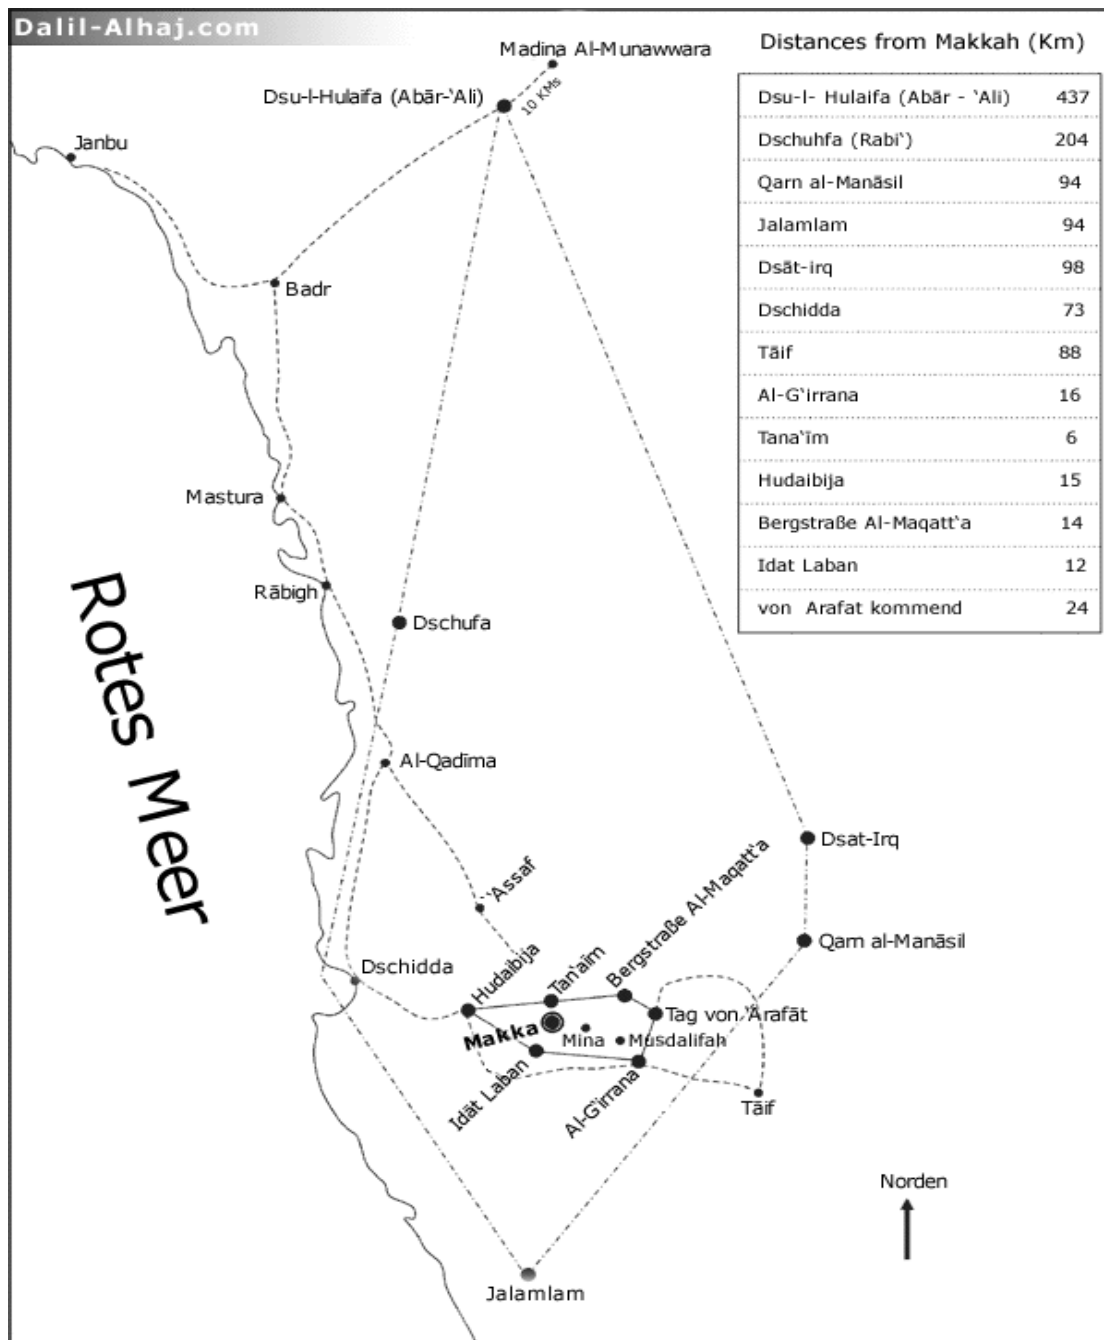 Dalil-Alhaj.com
Madina Al-Munawwara
Dsu-l-Hulaifa (Abār-‘Ali)
10 KMs
Janbu
Badr
Mastura
Rābigh
Rotes Meer
Dschufa
Al-Qadīma
``Assaf
Dschidda
Hudaibija
Tan‘aīm
Bergstraße Al-Maqatt‘a
Dsat-Irq
Qarn al-Manāsil
Tag von ‘Arafāt
Makka
Mina
Musdalifah
Idāt Laban
Al-G‘irrana
Tāif
Jalamlam
Norden
Distances from Makkah (Km)
Dsu-l- Hulaifa (Abār - ‘Ali) 437
Dschuhfa (Rabi‘) 204
Qarn al-Manāsil 94
Jalamlam 94
Dsāt-irq 98
Dschidda 73
Tāif 88
Al-G‘irrana 16
Tana‘īm 6
Hudaibija 15
Bergstraße Al-Maqatt‘a 14
Idat Laban 12
von Arafat kommend 24